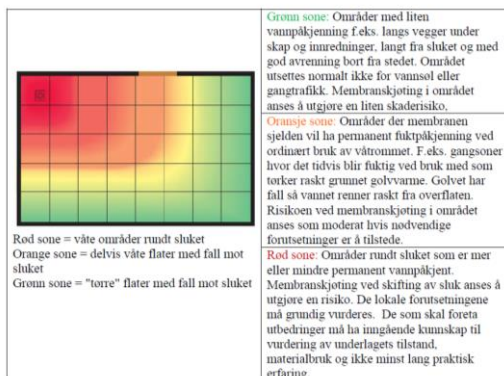 Rød sone = våte områder rundt sluket
Orange sone = delvis våte flater med fall mot
sluket
Grønn sone = "tørre" flater med fall mot sluket
Grønn sone: Områder med liten
vannpåkjenning f.eks. langs vegger under
skap og innredninger, langt fra sluket og med
god avrenning bort fra stedet. Området
utsettes normalt ikke for vannsøl eller
gangtrafikk. Membranskjøting i området
anses å utgjøre en liten skaderisiko.
Oransje sone: Områder der membranen
sjelden vil ha permanent fuktpåkjenning ved
ordinært bruk av våtrommet. F.eks. gangsoner
hvor det tidvis blir fuktig ved bruk med som
tørker raskt grunnet golvvarme. Golvet har
fall så vannet renner raskt fra overflaten.
Risikoen ved membranskjøting i området
anses som moderat hvis nødvendige
forutsetninger er å tilstede.
Rød sone: Områder rundt sluket som er mer
eller mindre permanent vannpåkjent.
Membranskjøting ved skifting av sluk anses å
utgjøre en risiko. De lokale forutsetningene
må grundig vurderes. De som skal foreta
utbedringer må ha inngående kunnskap til
vurdering av underlagets tilstand,
materialbruk og ikke minst lang praktisk
erfaring